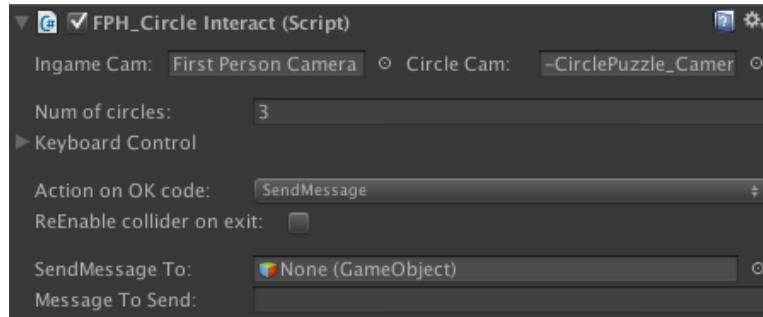 FPH_Circle Interact (Script)
Ingame Cam: First Person Camera Circle Cam: -CirclePuzzle_Camer
Num of circles: 3
Keyboard Control
Action on OK code: SendMessage
ReEnable collider on exit:
SendMessage To: None (GameObject)
Message To Send: